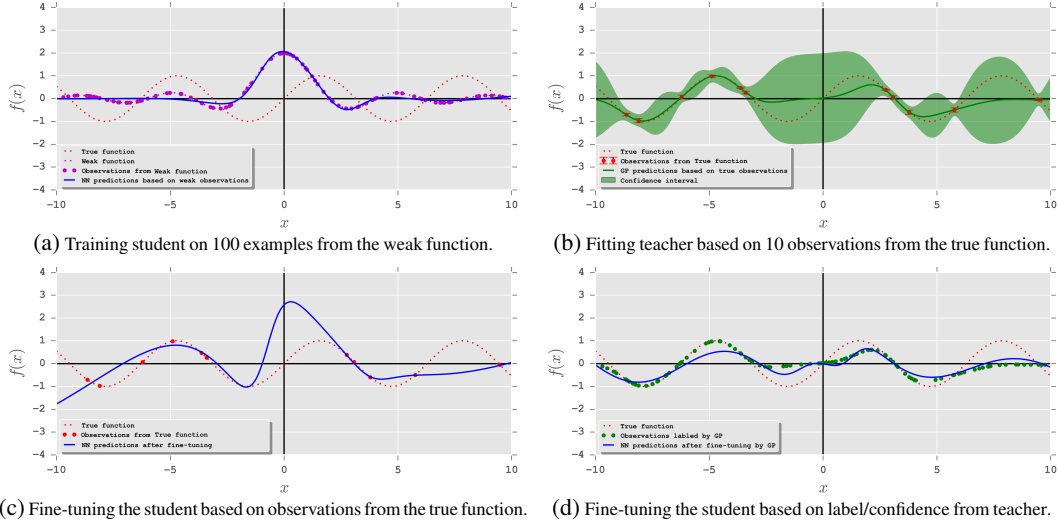 4
3
2
1
0
−1
−2
−3
−4
f(x)
True function
Weak function
Observations from Weak function
NN predictions based on weak observations
−10
−5
0
5
10
x
(a) Training student on 100 examples from the weak function.
4
3
2
1
0
−1
−2
−3
−4
f(x)
True function
Observations from True function
GP predictions based on true observations
Confidence interval
−10
−5
0
5
10
x
(b) Fitting teacher based on 10 observations from the true function.
4
3
2
1
0
−1
−2
−3
−4
f(x)
True function
Observations from True function
NN predictions after fine-tuning
−10
−5
0
5
10
x
(c) Fine-tuning the student based on observations from the true function.
4
3
2
1
0
−1
−2
−3
−4
f(x)
True function
Observations labled by GP
NN predictions after fine-tuning by GP
−10
−5
0
5
10
x
(d) Fine-tuning the student based on label/confidence from teacher.